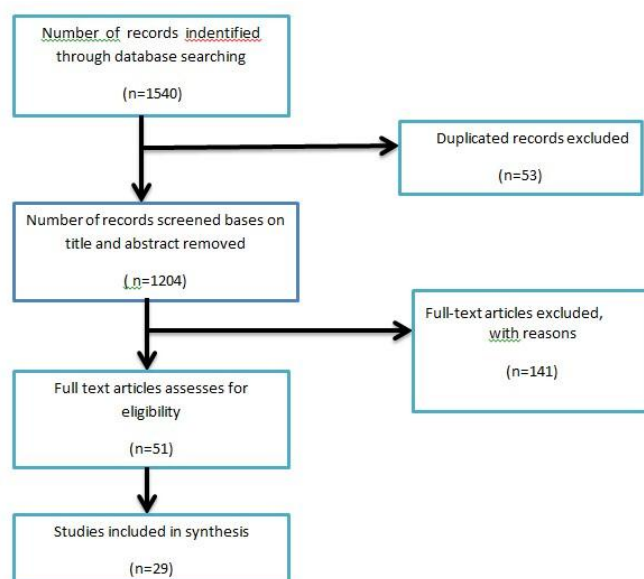 Number of records indentified
through database searching
(n=1540)
Duplicated records excluded
(n=53)
Number of records screened bases on
title and abstract removed
( n=1204)
Full-text articles excluded,
with reasons
(n=141)
Full text articles assesses for
eligibility
(n=51)
Studies included in synthesis
(n=29)